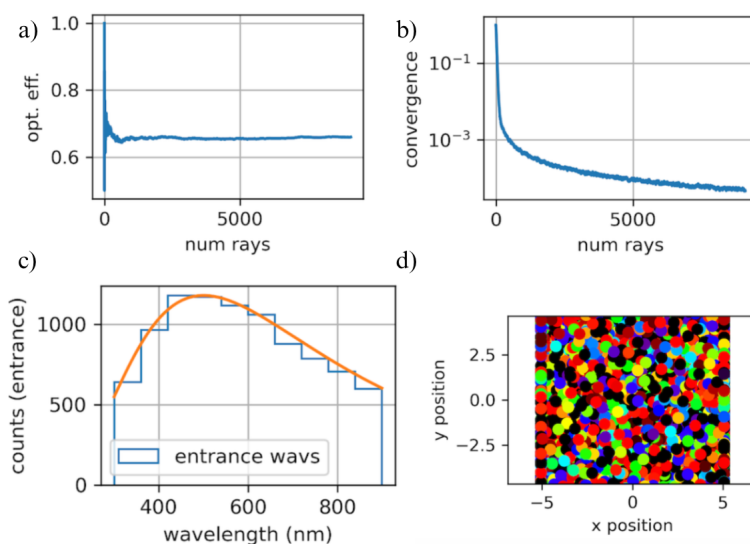 a).
1.0
0.8
0.6
opt. eff.
0
5000
num rays
b).
10⁻¹
10⁻³
convergence
0
5000
num rays
c).
1000
500
0
counts (entrance)
entrance wavs
400
600
800
wavelength (nm)
d).
2.5
0.0
−2.5
y position
−5
0
5
x position